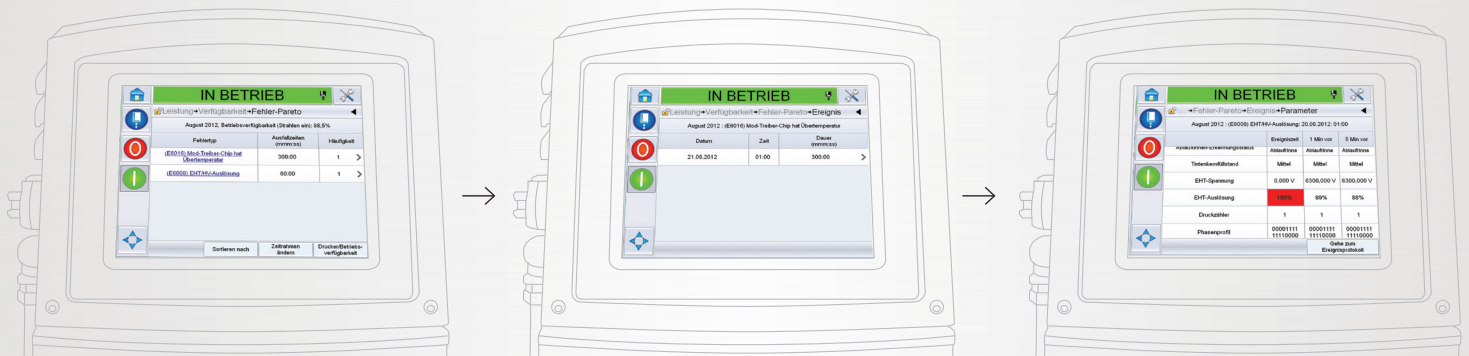 IN BETRIEB
Leistung→Verfügbarkeit→Fehler-Pareto
August 2012, Betriebsverfügbarkeit (Strahlen ein): 98,5%
Fehlertyp Ausfallzeiten (mmm:ss) Häufigkeit
(E6016) Mod-Treiber-Chip hat Übertemperatur 300:00 1
(E6008) EHT/HV-Auslösung 60:00 1
Sortieren nach Zeitrahmen ändern Drucker/Betriebs-verfügbarkeit
IN BETRIEB
Leistung→Verfügbarkeit→Fehler-Pareto→Ereignis
August 2012 : (E6016) Mod-Treiber-Chip hat Übertemperatur
Datum Zeit Dauer (mmm:ss)
21.08.2012 01:00 300:00
IN BETRIEB
→Fehler-Pareto→Ereignis→Parameter
August 2012 : (E6008) EHT/HV-Auslösung: 20.08.2012: 01:00
Ereigniszeit 1 Min vor 5 Min vor
Ablaufrinnen-Erkennungsstatus Ablaufrinne Ablaufrinne Ablaufrinne
Tintenkernfüllstand Mittel Mittel Mittel
EHT-Spannung 0.000 V 6300,000 V 6300,000 V
EHT-Auslösung 100% 89% 88%
Druckzähler 1 1 1
Phasenprofil 00001111 11110000 00001111 11110000 00001111 11110000
Gehe zum Ereignisprotokoll